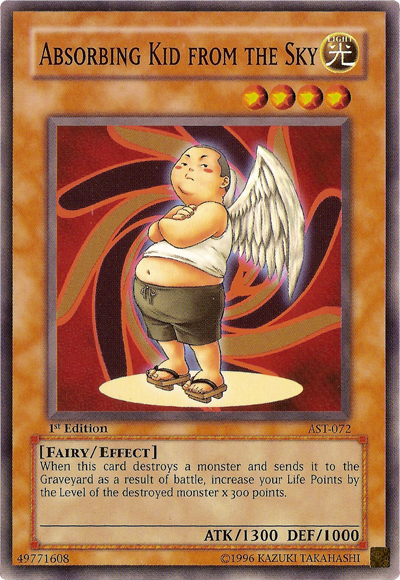 Absorbing Kid from the Sky
LIGHT
光
1st Edition
AST-072
[Fairy/Effect]
When this card destroys a monster and sends it to the
Graveyard as a result of battle, increase your Life Points by
the Level of the destroyed monster x 300 points.
ATK/1300 DEF/1000
49771608
©1996 KAZUKI TAKAHASHI